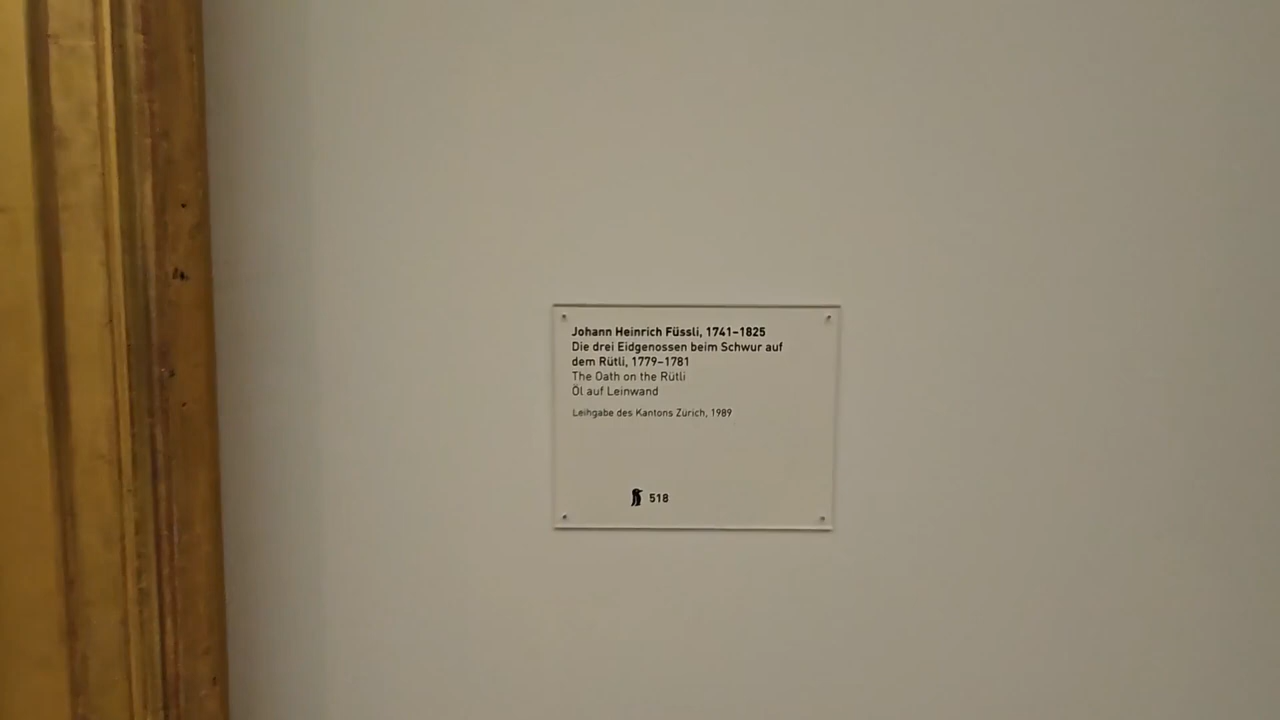 Johann Heinrich Füssli, 1741–1825
Die drei Eidgenossen beim Schwur auf
dem Rütli, 1779–1781
The Oath on the Rütli
Öl auf Leinwand
Leihgabe des Kantons Zürich, 1989
518